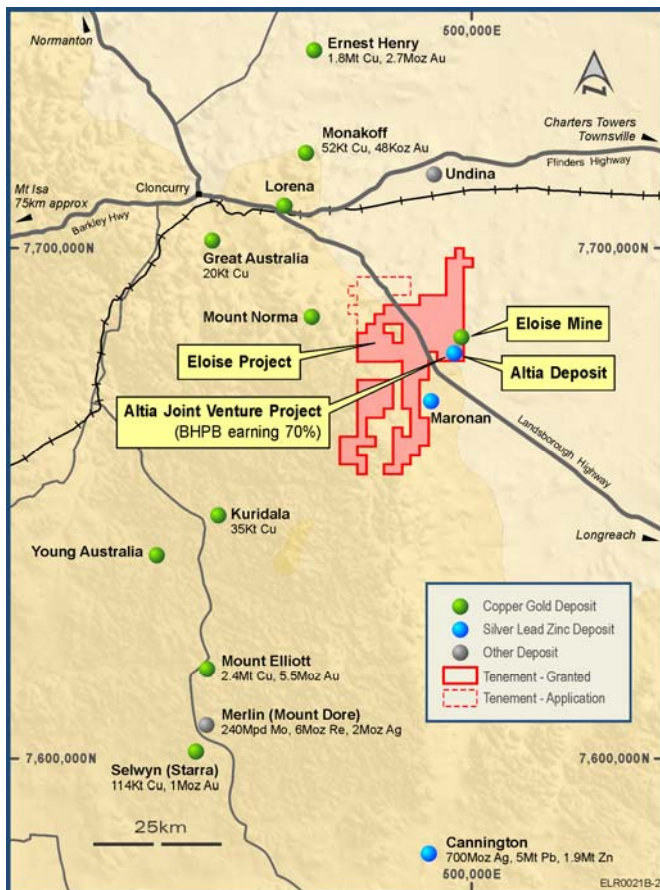 500,000E
Normanton
Ernest Henry
1.8Mt Cu, 2.7Moz Au
Charters Towers
Townsville
Monakoff
52Kt Cu, 48Koz Au
Flinders Highway
Undina
Mt Isa
75km approx
Cloncurry
Lorena
Barkley Hwy
7,700,000N
7,700,000N
Great Australia
20Kt Cu
Mount Norma
Eloise Mine
Eloise Project
Altia Deposit
Altia Joint Venture Project
(BHPB earning 70%)
Maronan
Landsborough Highway
Kuridala
35Kt Cu
Longreach
Young Australia
Copper Gold Deposit
Silver Lead Zinc Deposit
Other Deposit
Tenement - Granted
Tenement - Application
Mount Elliott
2.4Mt Cu, 5.5Moz Au
Merlin (Mount Dore)
240Mpd Mo, 6Moz Re, 2Moz Ag
7,600,000N
7,600,000N
Selwyn (Starra)
114Kt Cu, 1Moz Au
25km
Cannington
700Moz Ag, 5Mt Pb, 1.9Mt Zn
500,000E
ELR0021B-2